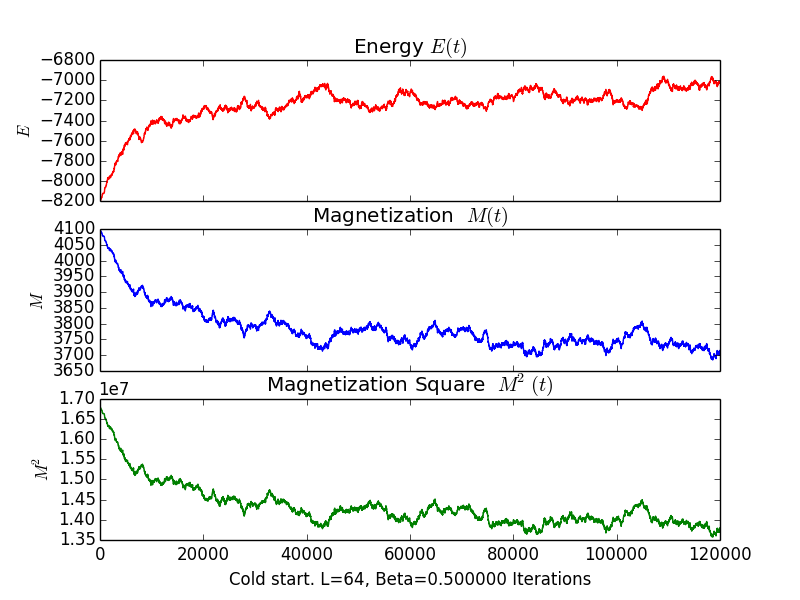 Energy E(t)
−6800
−7000
−7200
−7400
−7600
−7800
−8000
−8200
E
Magnetization M(t)
4100
4050
4000
3950
3900
3850
3800
3750
3700
3650
M
Magnetization Square M² (t)
1e7
1.70
1.65
1.60
1.55
1.50
1.45
1.40
1.35
M²
0 20000 40000 60000 80000 100000 120000
Cold start. L=64, Beta=0.500000 Iterations